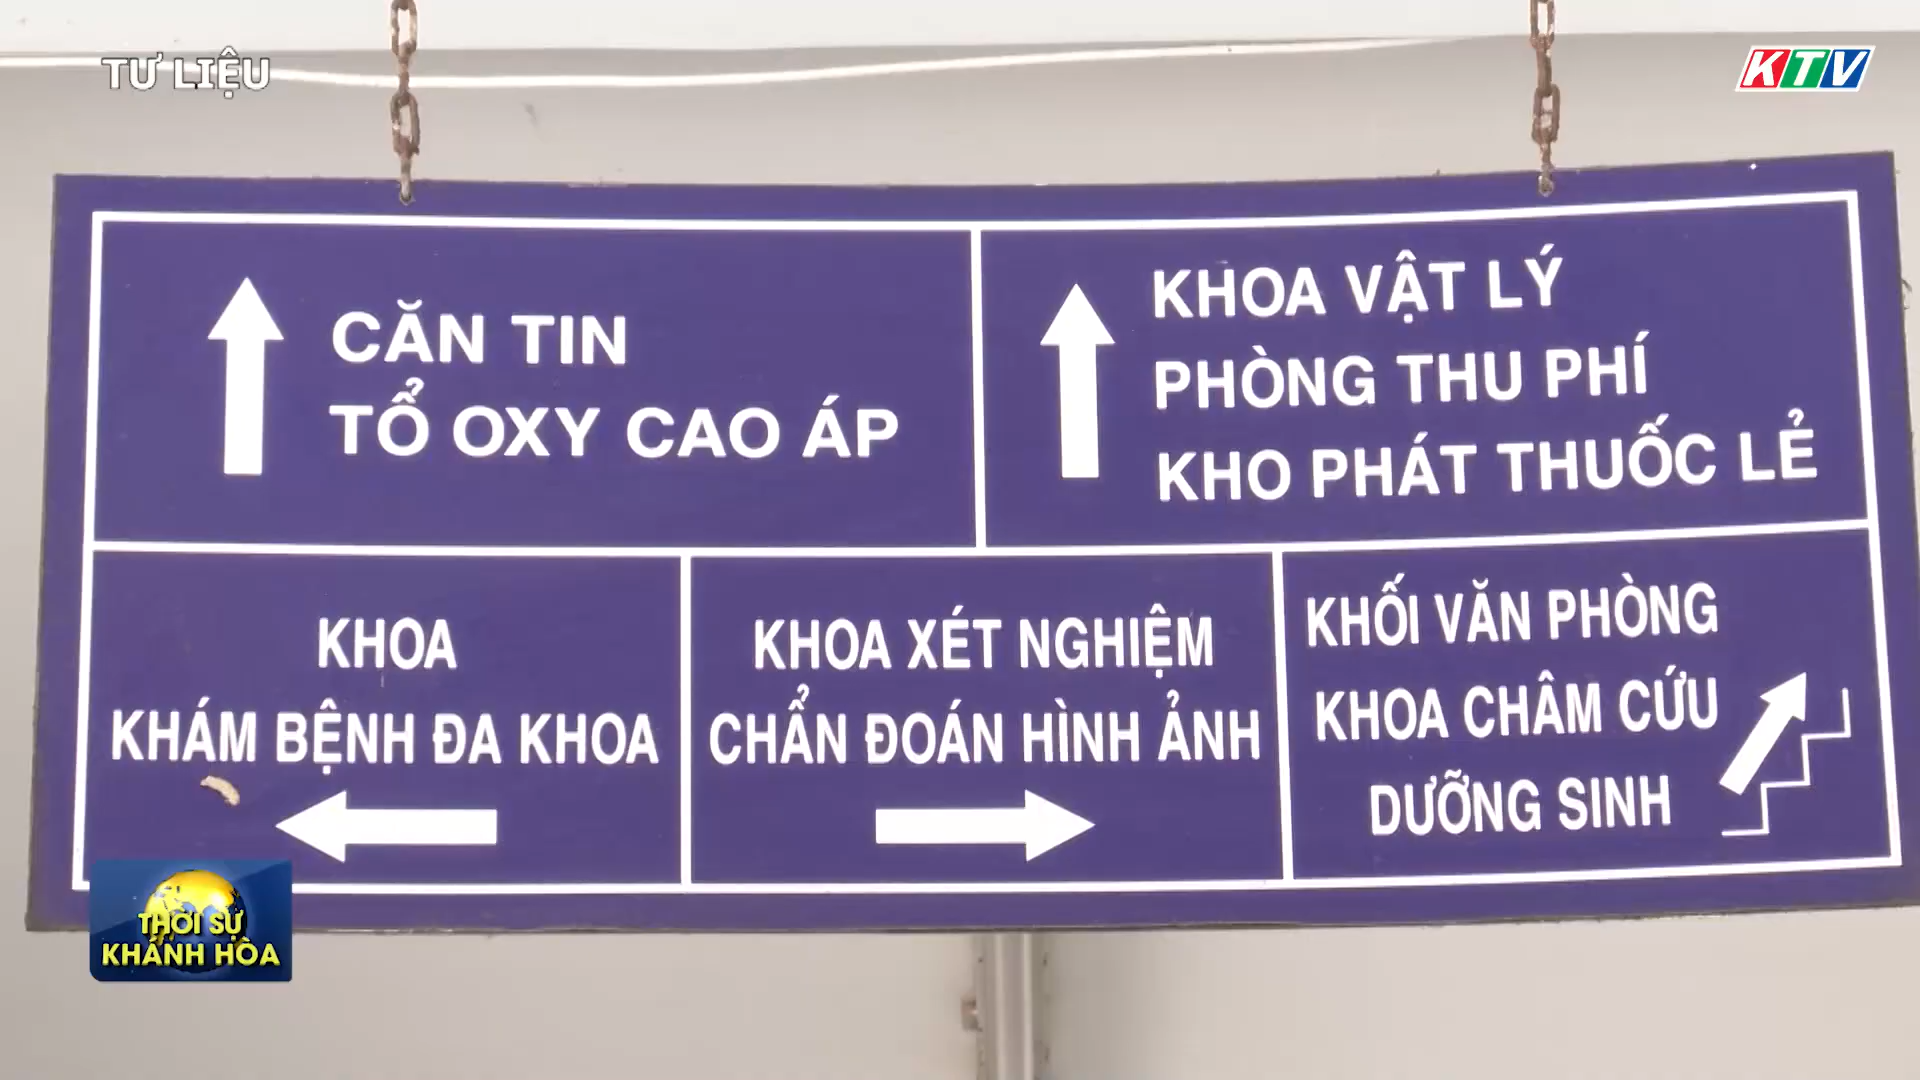 TƯ LIỆU
KTV
CĂN TIN
TỔ OXY CAO ÁP
KHOA VẬT LÝ
PHÒNG THU PHÍ
KHO PHÁT THUỐC LẺ
KHOA
KHÁM BỆNH ĐA KHOA
KHOA XÉT NGHIỆM
CHẨN ĐOÁN HÌNH ẢNH
KHỐI VĂN PHÒNG
KHOA CHÂM CỨU
DƯỠNG SINH
THỜI SỰ
KHÁNH HÒA